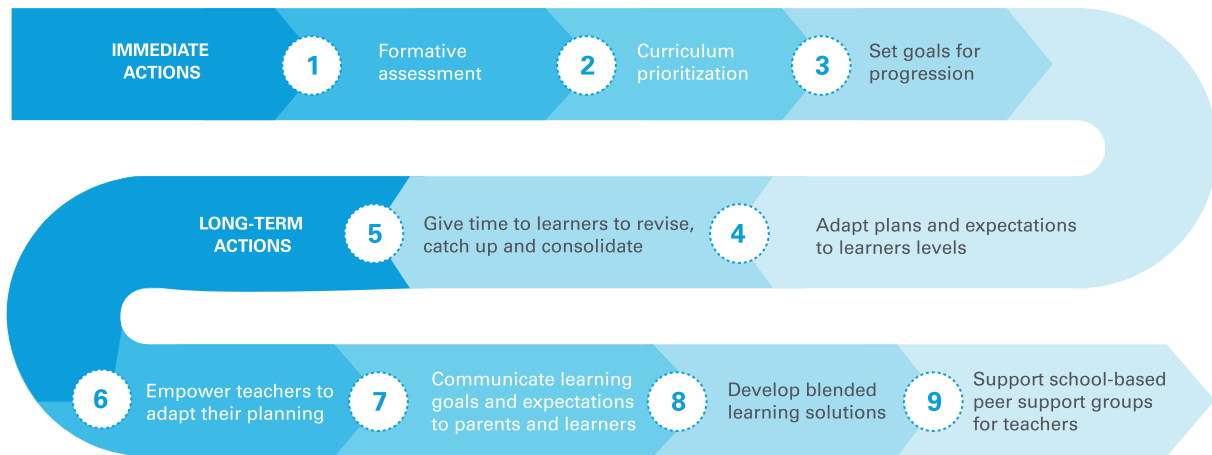 IMMEDIATE
ACTIONS
1
Formative
assessment
2
Curriculum
prioritization
3
Set goals for
progression
4
Adapt plans and expectations
to learners levels
5
Give time to learners to revise,
catch up and consolidate
LONG-TERM
ACTIONS
6
Empower teachers to
adapt their planning
7
Communicate learning
goals and expectations
to parents and learners
8
Develop blended
learning solutions
9
Support school-based
peer support groups
for teachers